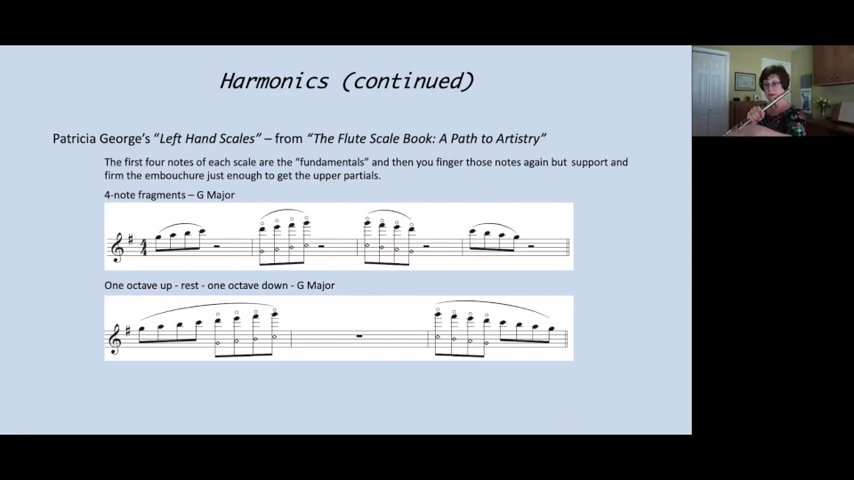 Harmonics (continued)
Patricia George's "Left Hand Scales" – from "The Flute Scale Book: A Path to Artistry"
The first four notes of each scale are the "fundamentals" and then you finger those notes again but support and
firm the embouchure just enough to get the upper partials.
4-note fragments – G Major
4
4
One octave up - rest - one octave down - G Major